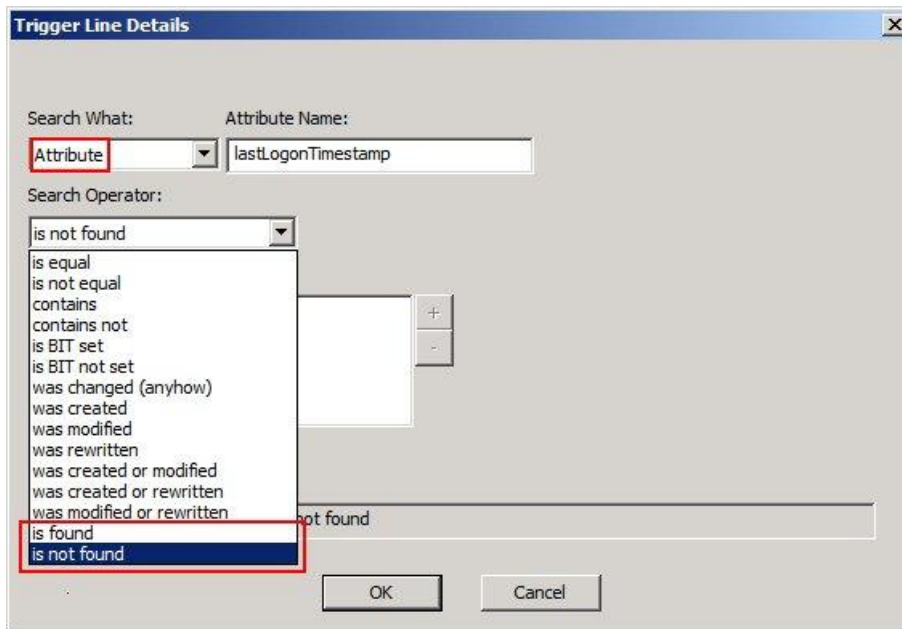 Trigger Line Details
Search What:
Attribute Name:
Attribute
lastLogonTimestamp
Search Operator:
is not found
is equal
is not equal
contains
contains not
is BIT set
is BIT not set
was changed (anyhow)
was created
was modified
was rewritten
was created or modified
was created or rewritten
was modified or rewritten
is found
is not found
+
-
not found
OK
Cancel